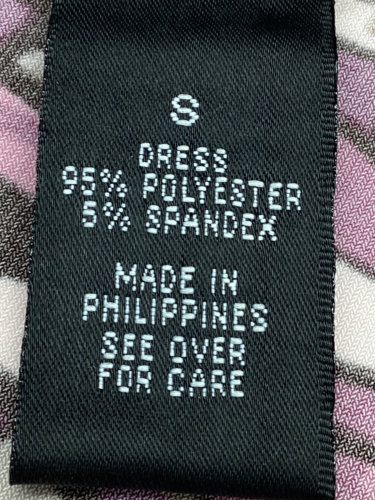 S
DRESS
95% POLYESTER
5% SPANDEX
MADE IN
PHILIPPINES
SEE OVER
FOR CARE